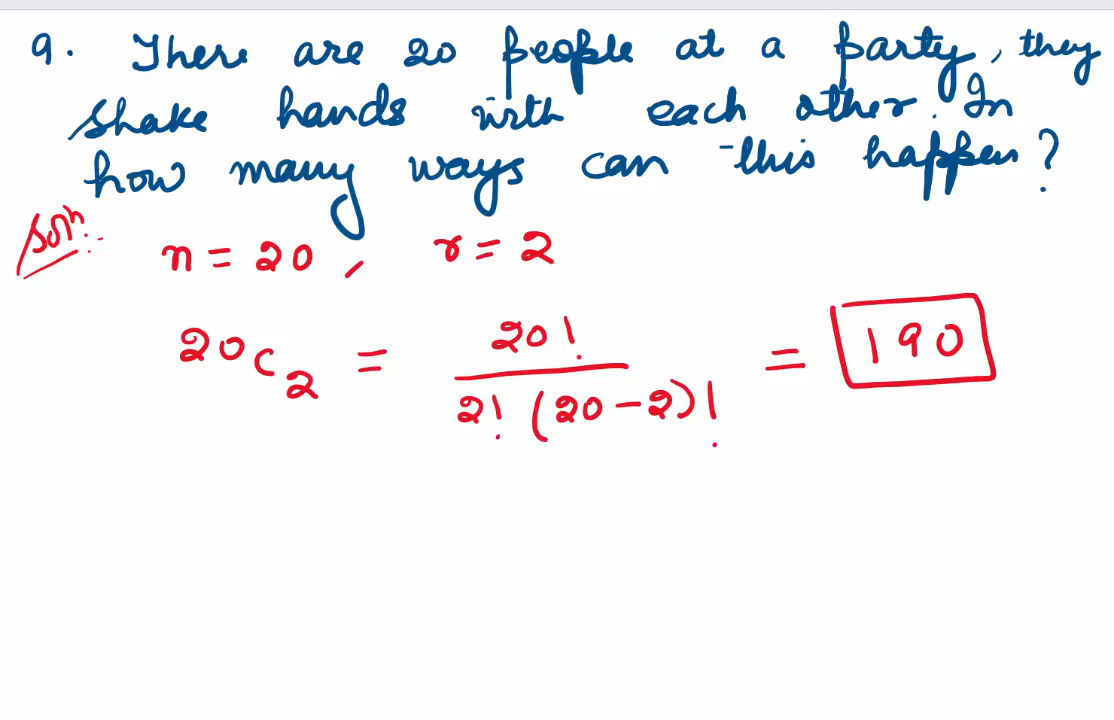 9. There are 20 people at a party, they
shake hands with each other. In
how many ways can this happen?
Soln:
n = 20, r = 2
20C2 = 20! / 2! (20-2)! = 190